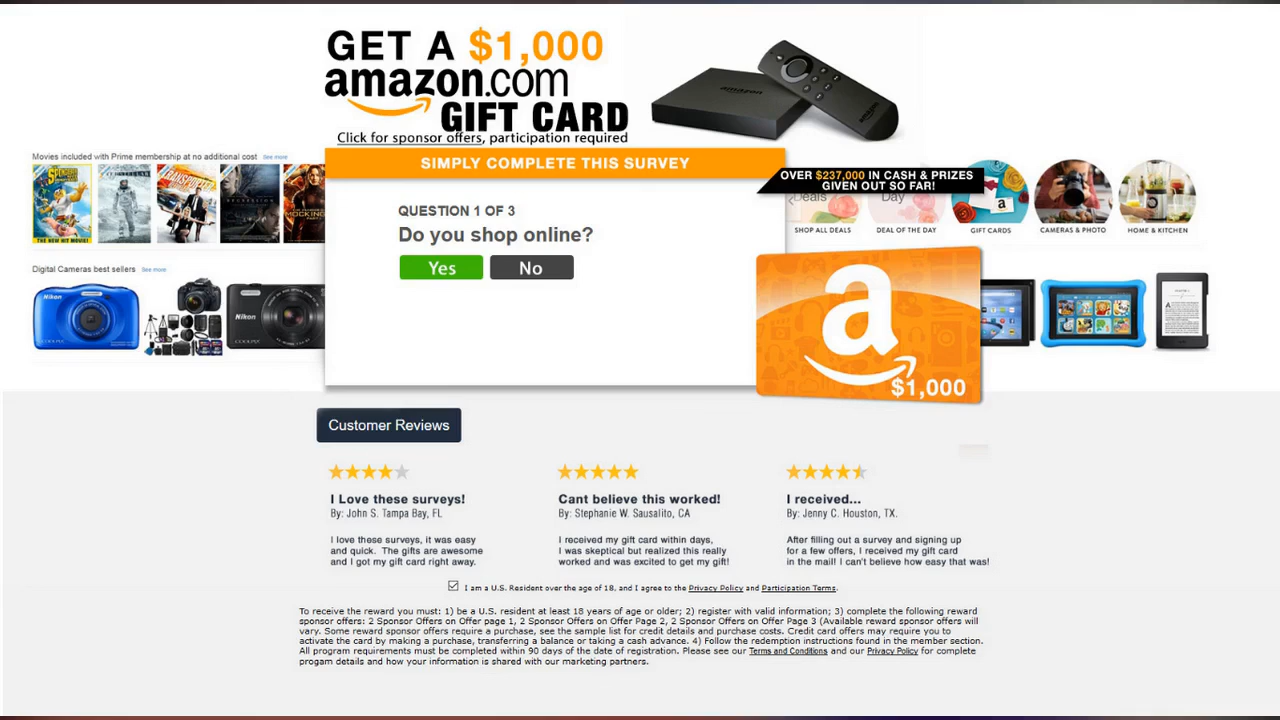 GET A $1,000
amazon.com
GIFT CARD
Click for sponsor offers, participation required
amazon
Movies included with Prime membership at no additional cost See more
SIMPLY COMPLETE THIS SURVEY
OVER $237,000 IN CASH & PRIZES
GIVEN OUT SO FAR!
Deals Day
SHOP ALL DEALS DEAL OF THE DAY GIFT CARDS CAMERAS & PHOTO HOME & KITCHEN
THE NEW HIT MOVIE!
QUESTION 1 OF 3
Do you shop online?
Yes No
Digital Cameras best sellers See more
Nikon
COOLPIX
Nikon
COOLPIX
a
$1,000
Customer Reviews
I Love these surveys!
By: John S. Tampa Bay, FL
I love these surveys, it was easy
and quick. The gifts are awesome
and I got my gift card right away.
Cant believe this worked!
By: Stephanie W. Sausalito, CA
I received my gift card within days,
I was skeptical but realized this really
worked and was excited to get my gift!
I received...
By: Jenny C. Houston, TX.
After filling out a survey and signing up
for a few offers, I received my gift card
in the mail! I can't believe how easy that was!
I am a U.S. Resident over the age of 18, and I agree to the Privacy Policy and Participation Terms.
To receive the reward you must: 1) be a U.S. resident at least 18 years of age or older; 2) register with valid information; 3) complete the following reward
sponsor offers: 2 Sponsor Offers on Offer page 1, 2 Sponsor Offers on Offer Page 2, 2 Sponsor Offers on Offer Page 3 (Available reward sponsor offers will
vary. Some reward sponsor offers require a purchase, see the sample list for credit details and purchase costs. Credit card offers may require you to
activate the card by making a purchase, transferring a balance or taking a cash advance. 4) Follow the redemption instructions found in the member section.
All program requirements must be completed within 90 days of the date of registration. Please see our Terms and Conditions and our Privacy Policy for complete
progam details and how your information is shared with our marketing partners.